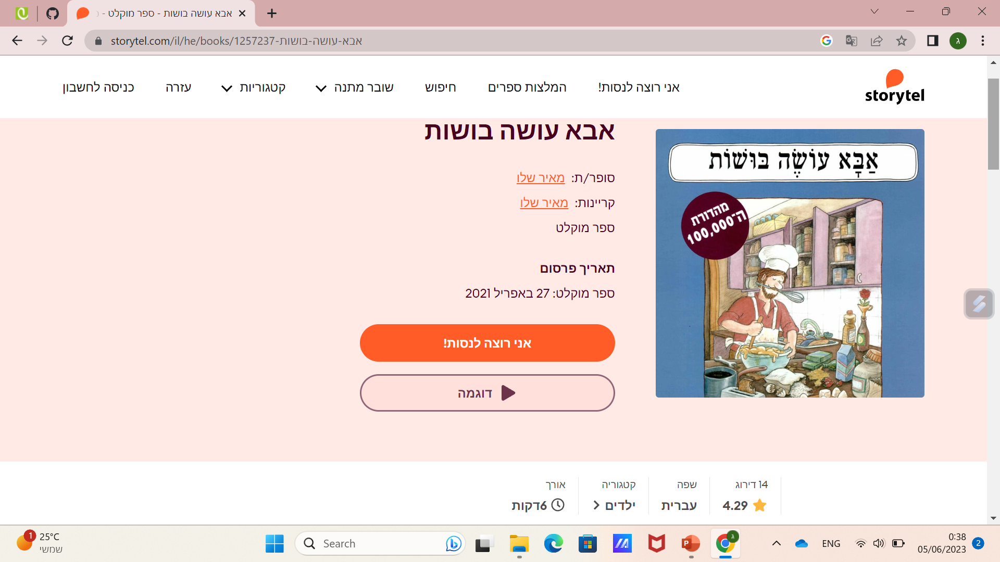 אבא עושה בושות - ספר מוקלט -
storytel.com/il/he/books/1257237-אבא-עושה-בושות
ג
storytel
אני רוצה לנסות!
המלצות ספרים
חיפוש
שובר מתנה
קטגוריות
עזרה
כניסה לחשבון
אבא עושה בושות
סופר/ת: מאיר שלו
קריינות: מאיר שלו
ספר מוקלט
תאריך פרסום
ספר מוקלט: 27 באפריל 2021
אני רוצה לנסות!
דוגמה
אַבָּא עוֹשֶׂה בּוּשׁוֹת
מהדורת
ה־100,000
14 דירוג
4.29
שפה
עברית
קטגוריה
ילדים
אורך
6דקות
1
25°C
שמשי
Search
ג
ENG
0:38
05/06/2023
2